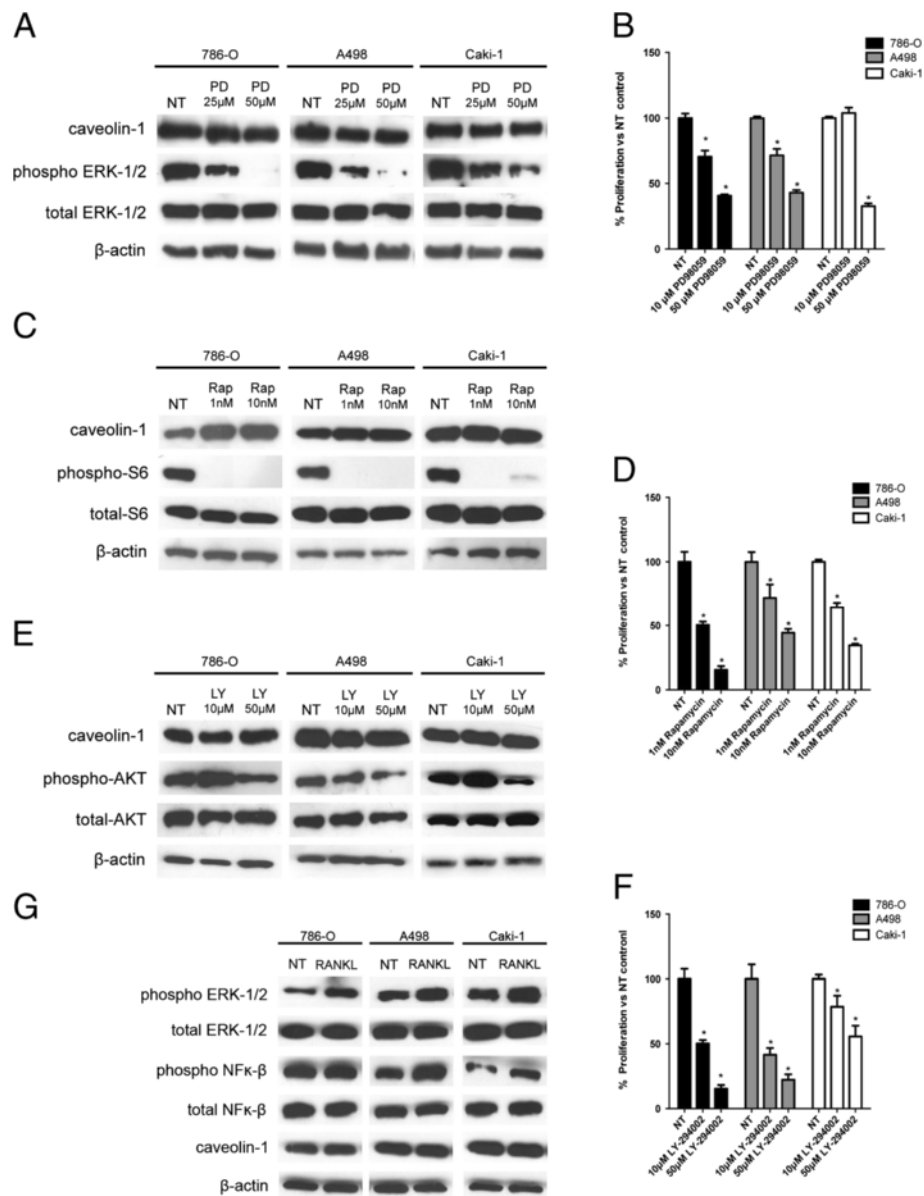 A
786-O A498 Caki-1
NT PD 25µM PD 50µM NT PD 25µM PD 50µM NT PD 25µM PD 50µM
caveolin-1
phospho ERK-1/2
total ERK-1/2
β-actin
B
786-O
A498
Caki-1
% Proliferation vs NT control
150
100
50
0
NT
10 µM PD98059
50 µM PD98059
NT
10 µM PD98059
50 µM PD98059
NT
10 µM PD98059
50 µM PD98059
C
786-O A498 Caki-1
NT Rap 1nM Rap 10nM NT Rap 1nM Rap 10nM NT Rap 1nM Rap 10nM
caveolin-1
phospho-S6
total-S6
β-actin
D
786-O
A498
Caki-1
% Proliferation vs NT control
150
100
50
0
NT
1nM Rapamycin
10nM Rapamycin
NT
1nM Rapamycin
10nM Rapamycin
NT
1nM Rapamycin
10nM Rapamycin
E
786-O A498 Caki-1
NT LY 10µM LY 50µM NT LY 10µM LY 50µM NT LY 10µM LY 50µM
caveolin-1
phospho-AKT
total-AKT
β-actin
F
786-O
A498
Caki-1
% Proliferation vs NT contronl
150
100
50
0
NT
10µM LY-294002
50µM LY-294002
NT
10µM LY-294002
50µM LY-294002
NT
10µM LY-294002
50µM LY-294002
G
786-O A498 Caki-1
NT RANKL NT RANKL NT RANKL
phospho ERK-1/2
total ERK-1/2
phospho NFκ-β
total NFκ-β
caveolin-1
β-actin